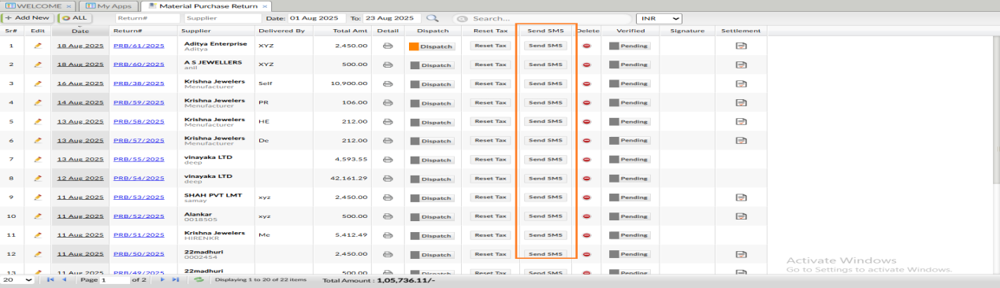 WELCOME × My Apps Material Purchase Return ×
+ Add New ALL Return# Supplier Date: 01 Aug 2025 To: 23 Aug 2025 Search... INR
Sr# Edit Date Return# Supplier Delivered By Total Amt Detail Dispatch Reset Tax Send SMS Delete Verified Signature Settlement
1 18 Aug 2025 PRB/61/2025 Aditya Enterprise XYZ 2,450.00 Dispatch Reset Tax Send SMS Pending
Aditya
2 18 Aug 2025 PRB/60/2025 A S JEWELLERS XYZ 500.00 Dispatch Reset Tax Send SMS Pending
anil
3 16 Aug 2025 PRB/38/2025 Krishna Jewelers Self 10,900.00 Dispatch Reset Tax Send SMS Pending
Menufacturer
4 14 Aug 2025 PRB/59/2025 Krishna Jewelers PR 106.00 Dispatch Reset Tax Send SMS Pending
Menufacturer
5 13 Aug 2025 PRB/58/2025 Krishna Jewelers HE 212.00 Dispatch Reset Tax Send SMS Pending
Menufacturer
6 13 Aug 2025 PRB/57/2025 Krishna Jewelers De 212.00 Dispatch Reset Tax Send SMS Pending
Menufacturer
7 13 Aug 2025 PRB/55/2025 vinayaka LTD 4,593.55 Dispatch Reset Tax Send SMS Pending
deep
8 12 Aug 2025 PRB/54/2025 vinayaka LTD 42,161.29 Dispatch Reset Tax Send SMS Pending
deep
9 11 Aug 2025 PRB/53/2025 SHAH PVT LMT xyz 2,450.00 Dispatch Reset Tax Send SMS Pending
samay
10 11 Aug 2025 PRB/52/2025 Alankar xyz 500.00 Dispatch Reset Tax Send SMS Pending
0018505
11 11 Aug 2025 PRB/51/2025 Krishna Jewelers Me 5,412.49 Dispatch Reset Tax Send SMS Pending
HIRENKR
12 11 Aug 2025 PRB/50/2025 22madhuri 2,450.00 Dispatch Reset Tax Send SMS Pending
0002454
13 11 Aug 2025 PRB/49/2025 22madhuri 500.00 Dispatch Reset Tax Send SMS Pending
Activate Windows
Go to Settings to activate Windows.
20 Page 1 of 2 Displaying 1 to 20 of 22 items Total Amount : 1,05,736.11/-